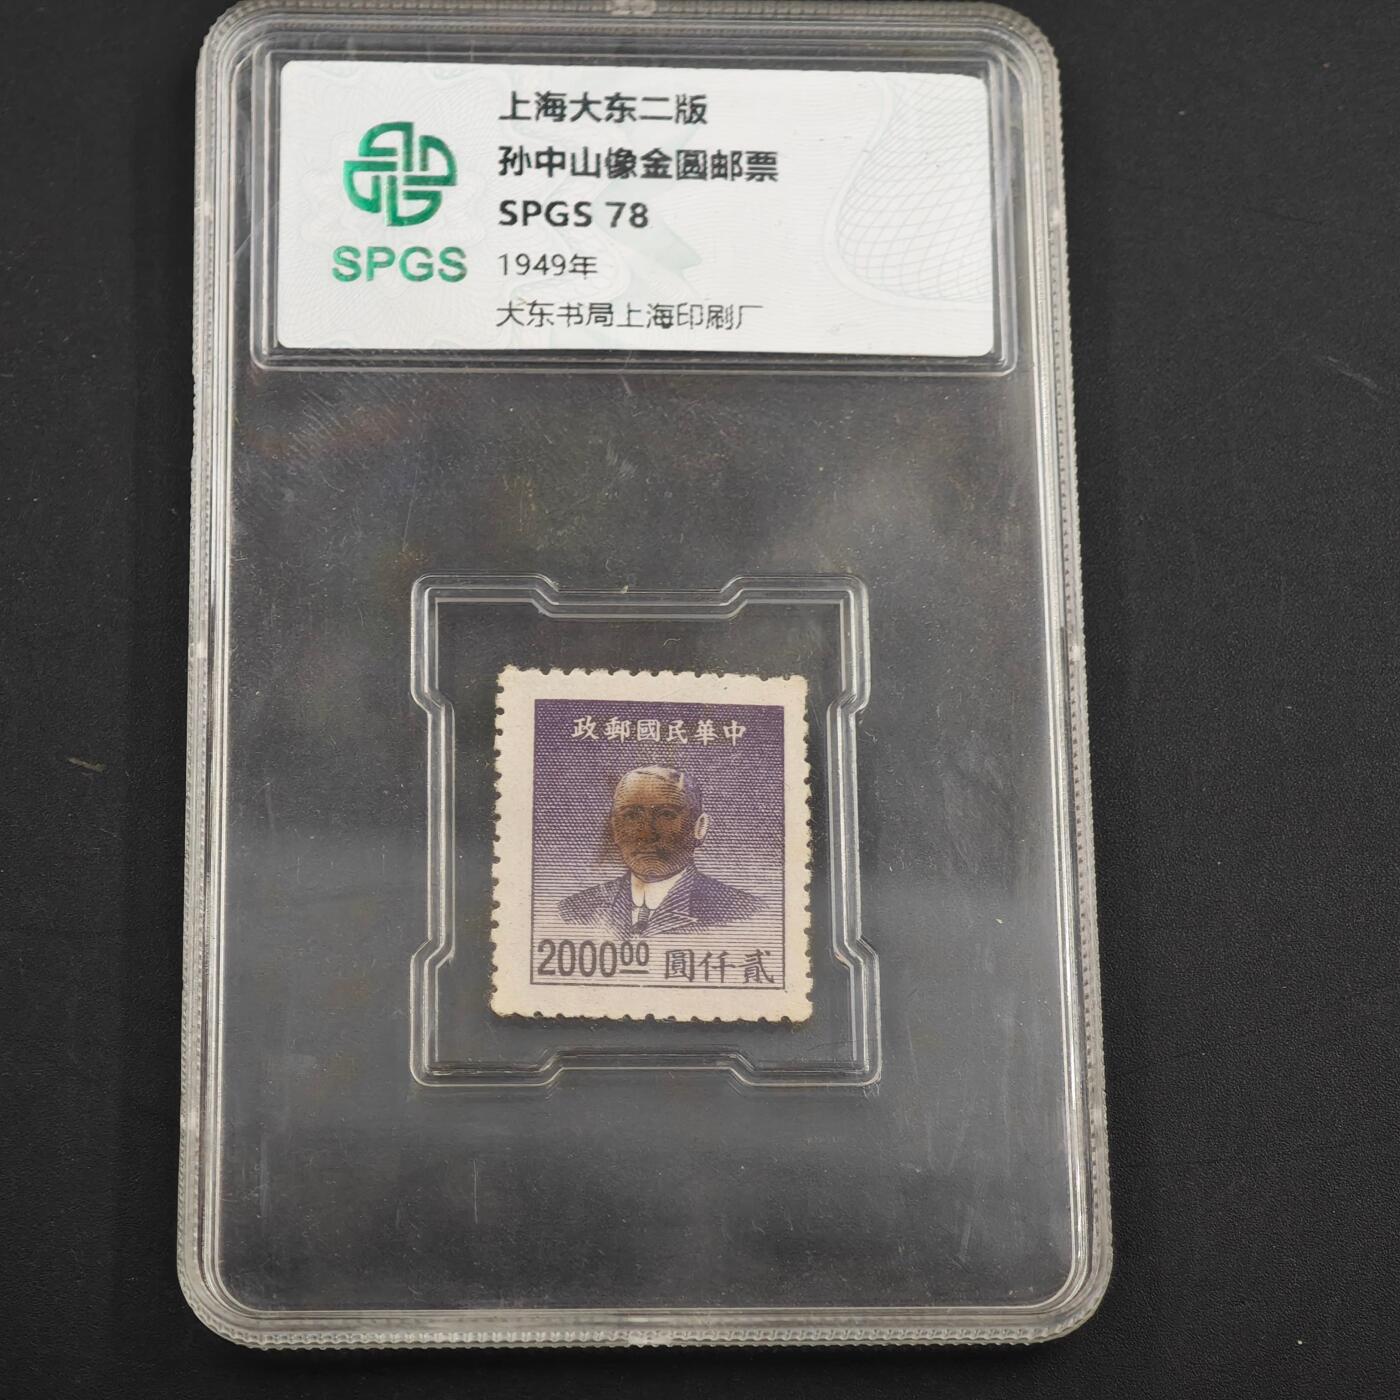 上海大东二版
孙中山像金圆邮票
SPGS 78
1949年
大东书局上海印刷厂
SPGS
政郵國民華中
200000 圓仟貳